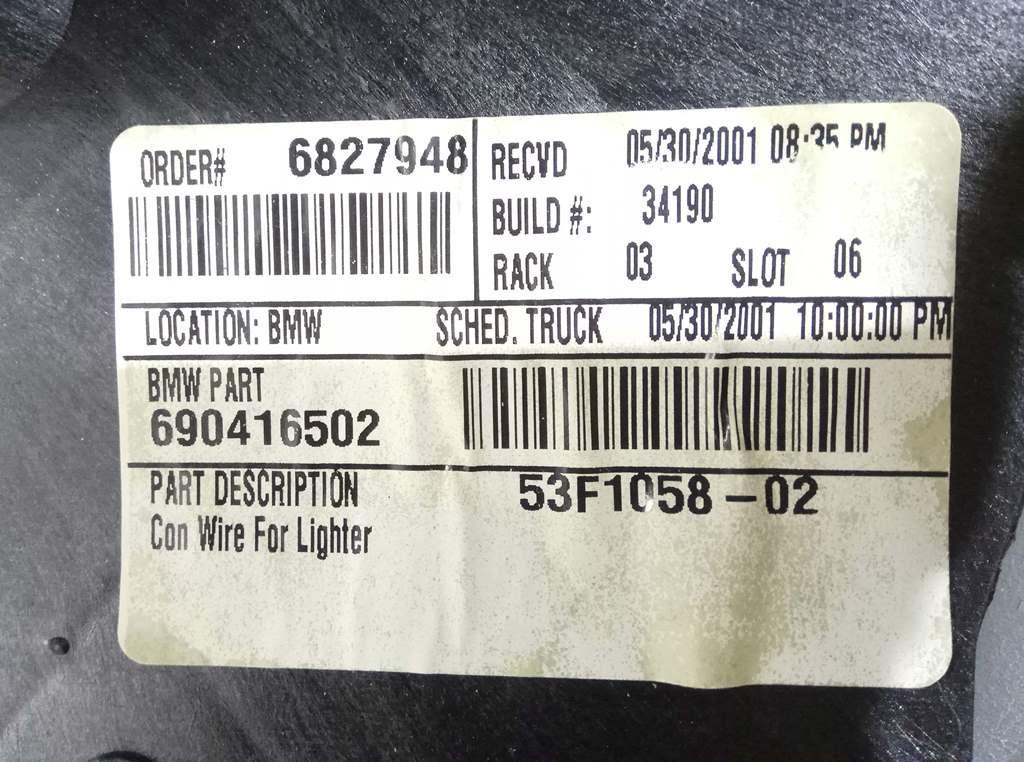 ORDER# 6827948
RECVD 05/30/2001 08:35 PM
BUILD #: 34190
RACK 03 SLOT 06
LOCATION: BMW SCHED. TRUCK 05/30/2001 10:00:00 PM
BMW PART
690416502
PART DESCRIPTION 53F1058-02
Con Wire For Lighter